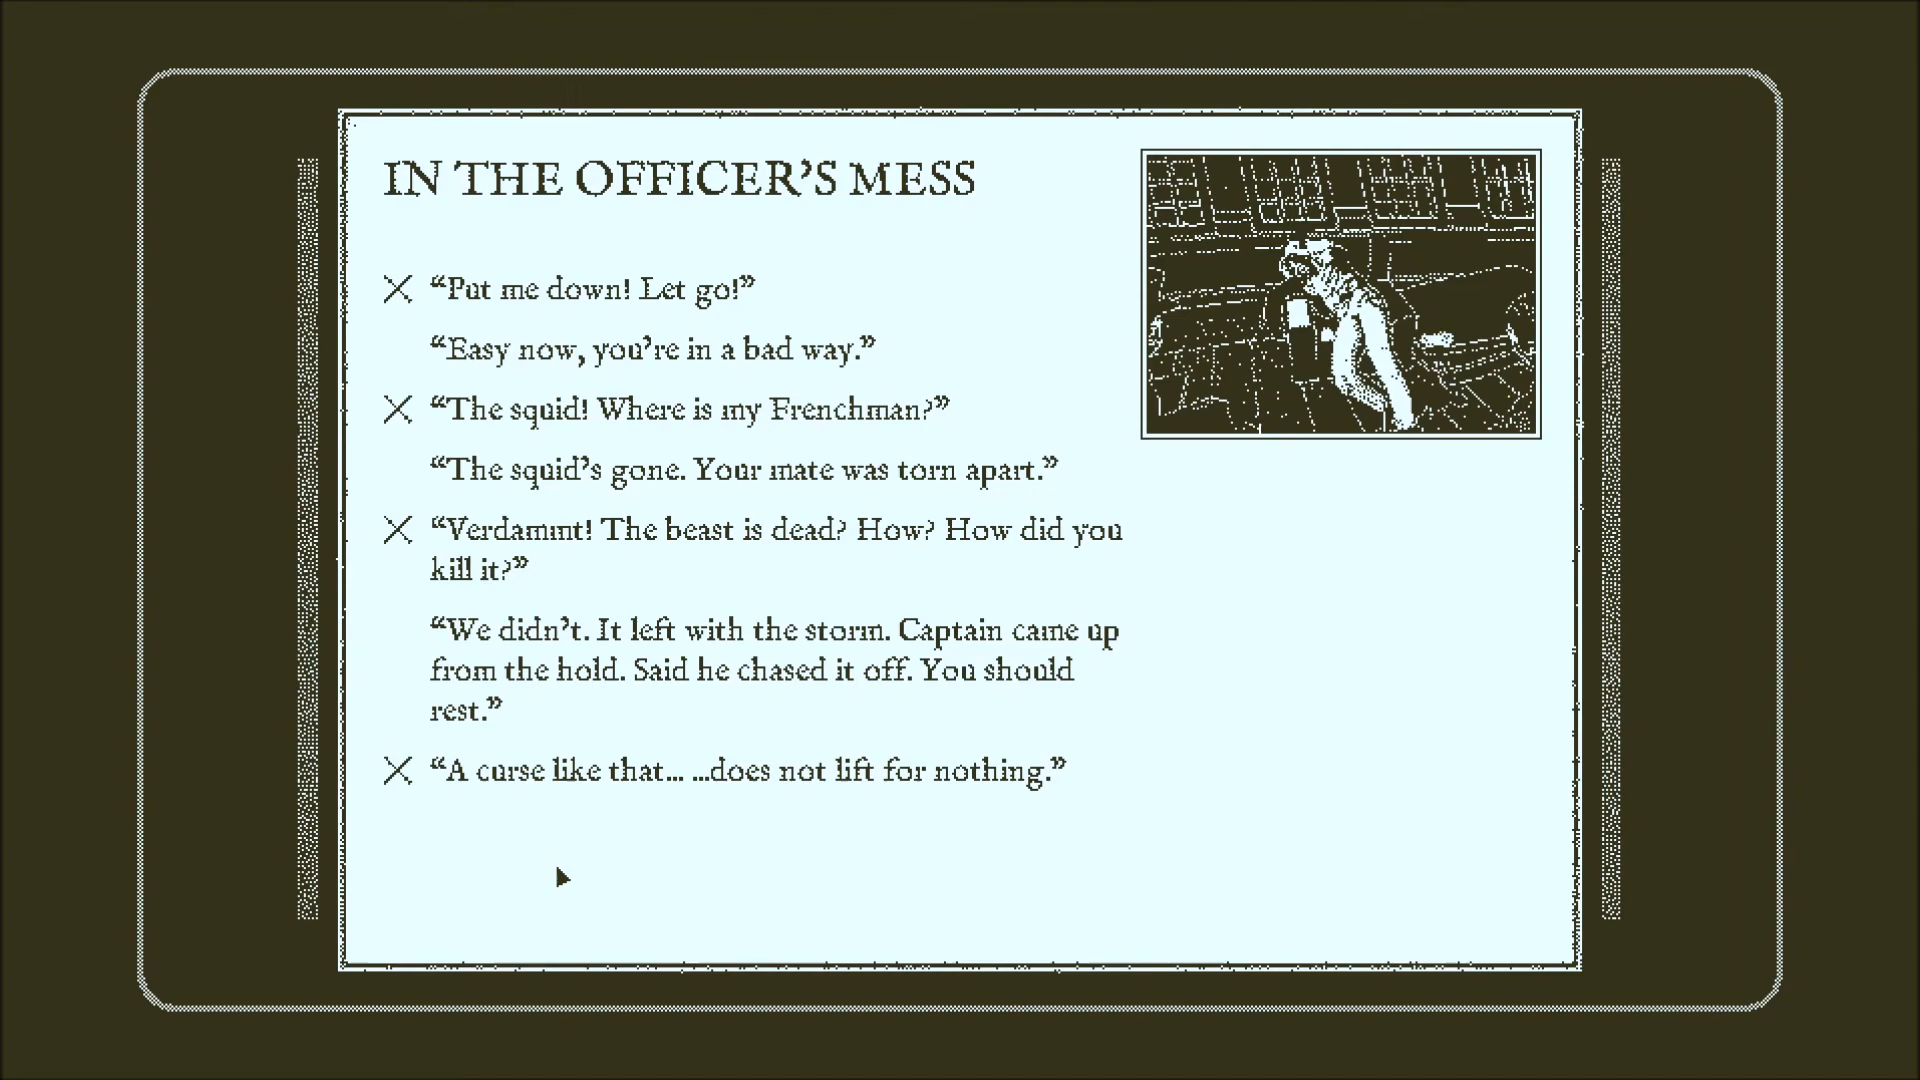 IN THE OFFICER’S MESS
“Put me down! Let go!”
“Easy now, you’re in a bad way.”
“The squid! Where is my Frenchman?”
“The squid’s gone. Your mate was torn apart.”
“Verdammt! The beast is dead? How? How did you
kill it?”
“We didn’t. It left with the storm. Captain came up
from the hold. Said he chased it off. You should
rest.”
“A curse like that... ...does not lift for nothing.”